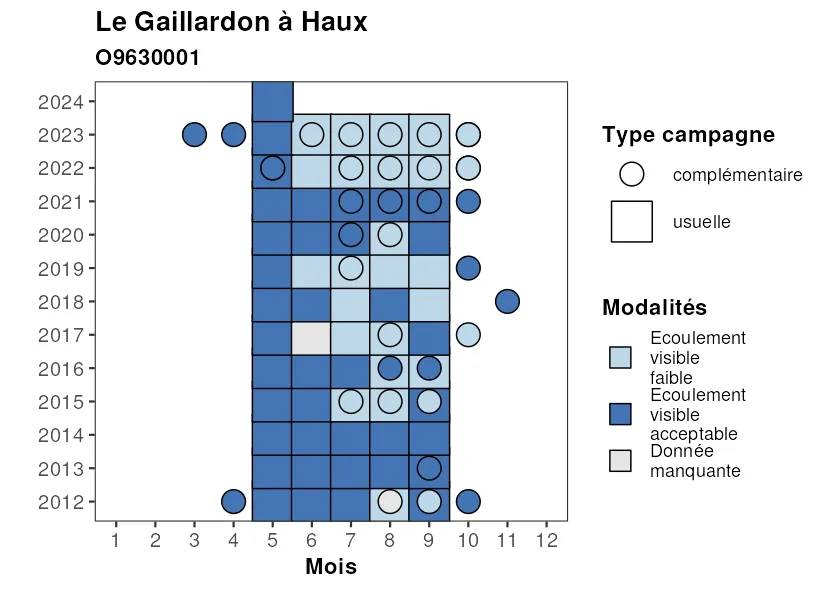 Le Gaillardon à Haux
O9630001
2024
2023
2022
2021
2020
2019
2018
2017
2016
2015
2014
2013
2012
1 2 3 4 5 6 7 8 9 10 11 12
Mois
Type campagne
complémentaire
usuelle
Modalités
Ecoulement
visible
faible
Ecoulement
visible
acceptable
Donnée
manquante